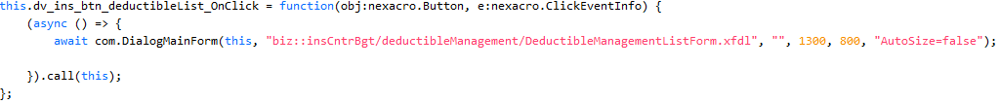 this.dv_ins_btn_deductibleList_OnClick = function(obj:nexacro.Button, e:nexacro.ClickEventInfo) {
    (async () => {
        await com.DialogMainForm(this, "biz::insCntrBgt/deductibleManagement/DeductibleManagementListForm.xfdl", "", 1300, 800, "AutoSize=false");
    }).call(this);
};